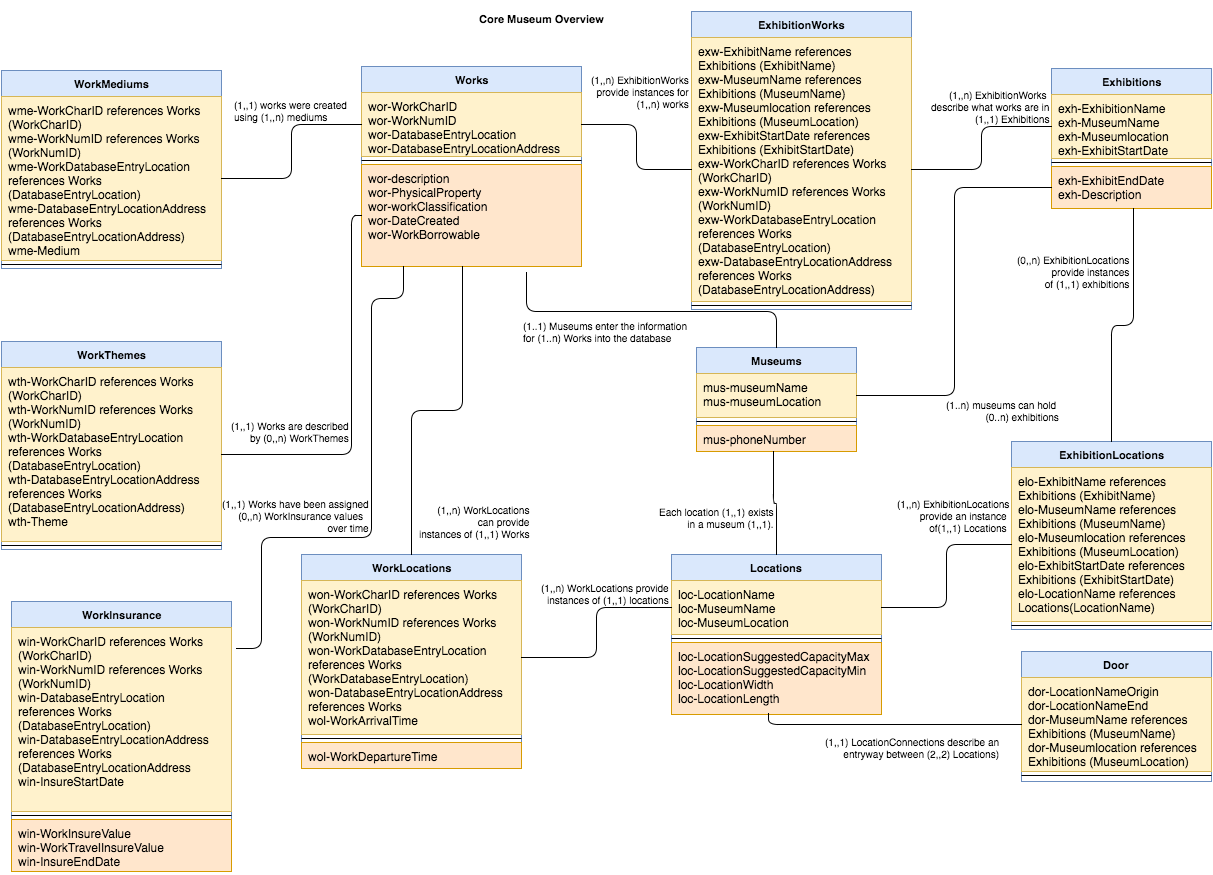 Core Museum Overview
WorkMediums
wme-WorkCharID references Works
(WorkCharID)
wme-WorkNumID references Works
(WorkNumID)
wme-WorkDatabaseEntryLocation
references Works
(DatabaseEntryLocation)
wme-DatabaseEntryLocationAddress
references Works
(DatabaseEntryLocationAddress)
wme-Medium
(1,,1) works were created
using (1,,n) mediums
Works
wor-WorkCharID
wor-WorkNumID
wor-DatabaseEntryLocation
wor-DatabaseEntryLocationAddress
wor-description
wor-PhysicalProperty
wor-workClassification
wor-DateCreated
wor-WorkBorrowable
(1,,n) ExhibitionWorks
provide instances for
(1,,n) works
ExhibitionWorks
exw-ExhibitName references
Exhibitions (ExhibitName)
exw-MuseumName references
Exhibitions (MuseumName)
exw-Museumlocation references
Exhibitions (MuseumLocation)
exw-ExhibitStartDate references
Exhibitions (ExhibitStartDate)
exw-WorkCharID references Works
(WorkCharID)
exw-WorkNumID references Works
(WorkNumID)
exw-WorkDatabaseEntryLocation
references Works
(DatabaseEntryLocation)
exw-DatabaseEntryLocationAddress
references Works
(DatabaseEntryLocationAddress)
(1,,n) ExhibitionWorks
describe what works are in
(1,,1) Exhibitions
Exhibitions
exh-ExhibitionName
exh-MuseumName
exh-Museumlocation
exh-ExhibitStartDate
exh-ExhibitEndDate
exh-Description
(0,,n) ExhibitionLocations
provide instances
of (1,,1) exhibitions
(1..1) Museums enter the information
for (1..n) Works into the database
WorkThemes
wth-WorkCharID references Works
(WorkCharID)
wth-WorkNumID references Works
(WorkNumID)
wth-WorkDatabaseEntryLocation
references Works
(DatabaseEntryLocation)
wth-DatabaseEntryLocationAddress
references Works
(DatabaseEntryLocationAddress)
wth-Theme
(1,,1) Works are described
by (0,,n) WorkThemes
Museums
mus-museumName
mus-museumLocation
mus-phoneNumber
(1..n) museums can hold
(0..n) exhibitions
(1,,1) Works have been assigned
(0,,n) WorkInsurance values
over time
(1,,n) WorkLocations
can provide
instances of (1,,1) Works
Each location (1,,1) exists
in a museum (1,,1).
(1,,n) ExhibitionLocations
provide an instance
of(1,,1) Locations
ExhibitionLocations
elo-ExhibitName references
Exhibitions (ExhibitName)
elo-MuseumName references
Exhibitions (MuseumName)
elo-Museumlocation references
Exhibitions (MuseumLocation)
elo-ExhibitStartDate references
Exhibitions (ExhibitStartDate)
elo-LocationName references
Locations(LocationName)
WorkInsurance
win-WorkCharID references Works
(WorkCharID)
win-WorkNumID references Works
(WorkNumID)
win-DatabaseEntryLocation
references Works
(DatabaseEntryLocation)
win-DatabaseEntryLocationAddress
references Works
(DatabaseEntryLocationAddress
win-InsureStartDate
win-WorkInsureValue
win-WorkTravelInsureValue
win-InsureEndDate
WorkLocations
won-WorkCharID references Works
(WorkCharID)
won-WorkNumID references Works
(WorkNumID)
won-WorkDatabaseEntryLocation
references Works
(WorkDatabaseEntryLocation)
won-DatabaseEntryLocationAddress
references Works
wol-WorkArrivalTime
wol-WorkDepartureTime
(1,,n) WorkLocations provide
instances of (1,,1) locations
Locations
loc-LocationName
loc-MuseumName
loc-MuseumLocation
loc-LocationSuggestedCapacityMax
loc-LocationSuggestedCapacityMin
loc-LocationWidth
loc-LocationLength
(1,,1) LocationConnections describe an
entryway between (2,,2) Locations)
Door
dor-LocationNameOrigin
dor-LocationNameEnd
dor-MuseumName references
Exhibitions (MuseumName)
dor-Museumlocation references
Exhibitions (MuseumLocation)